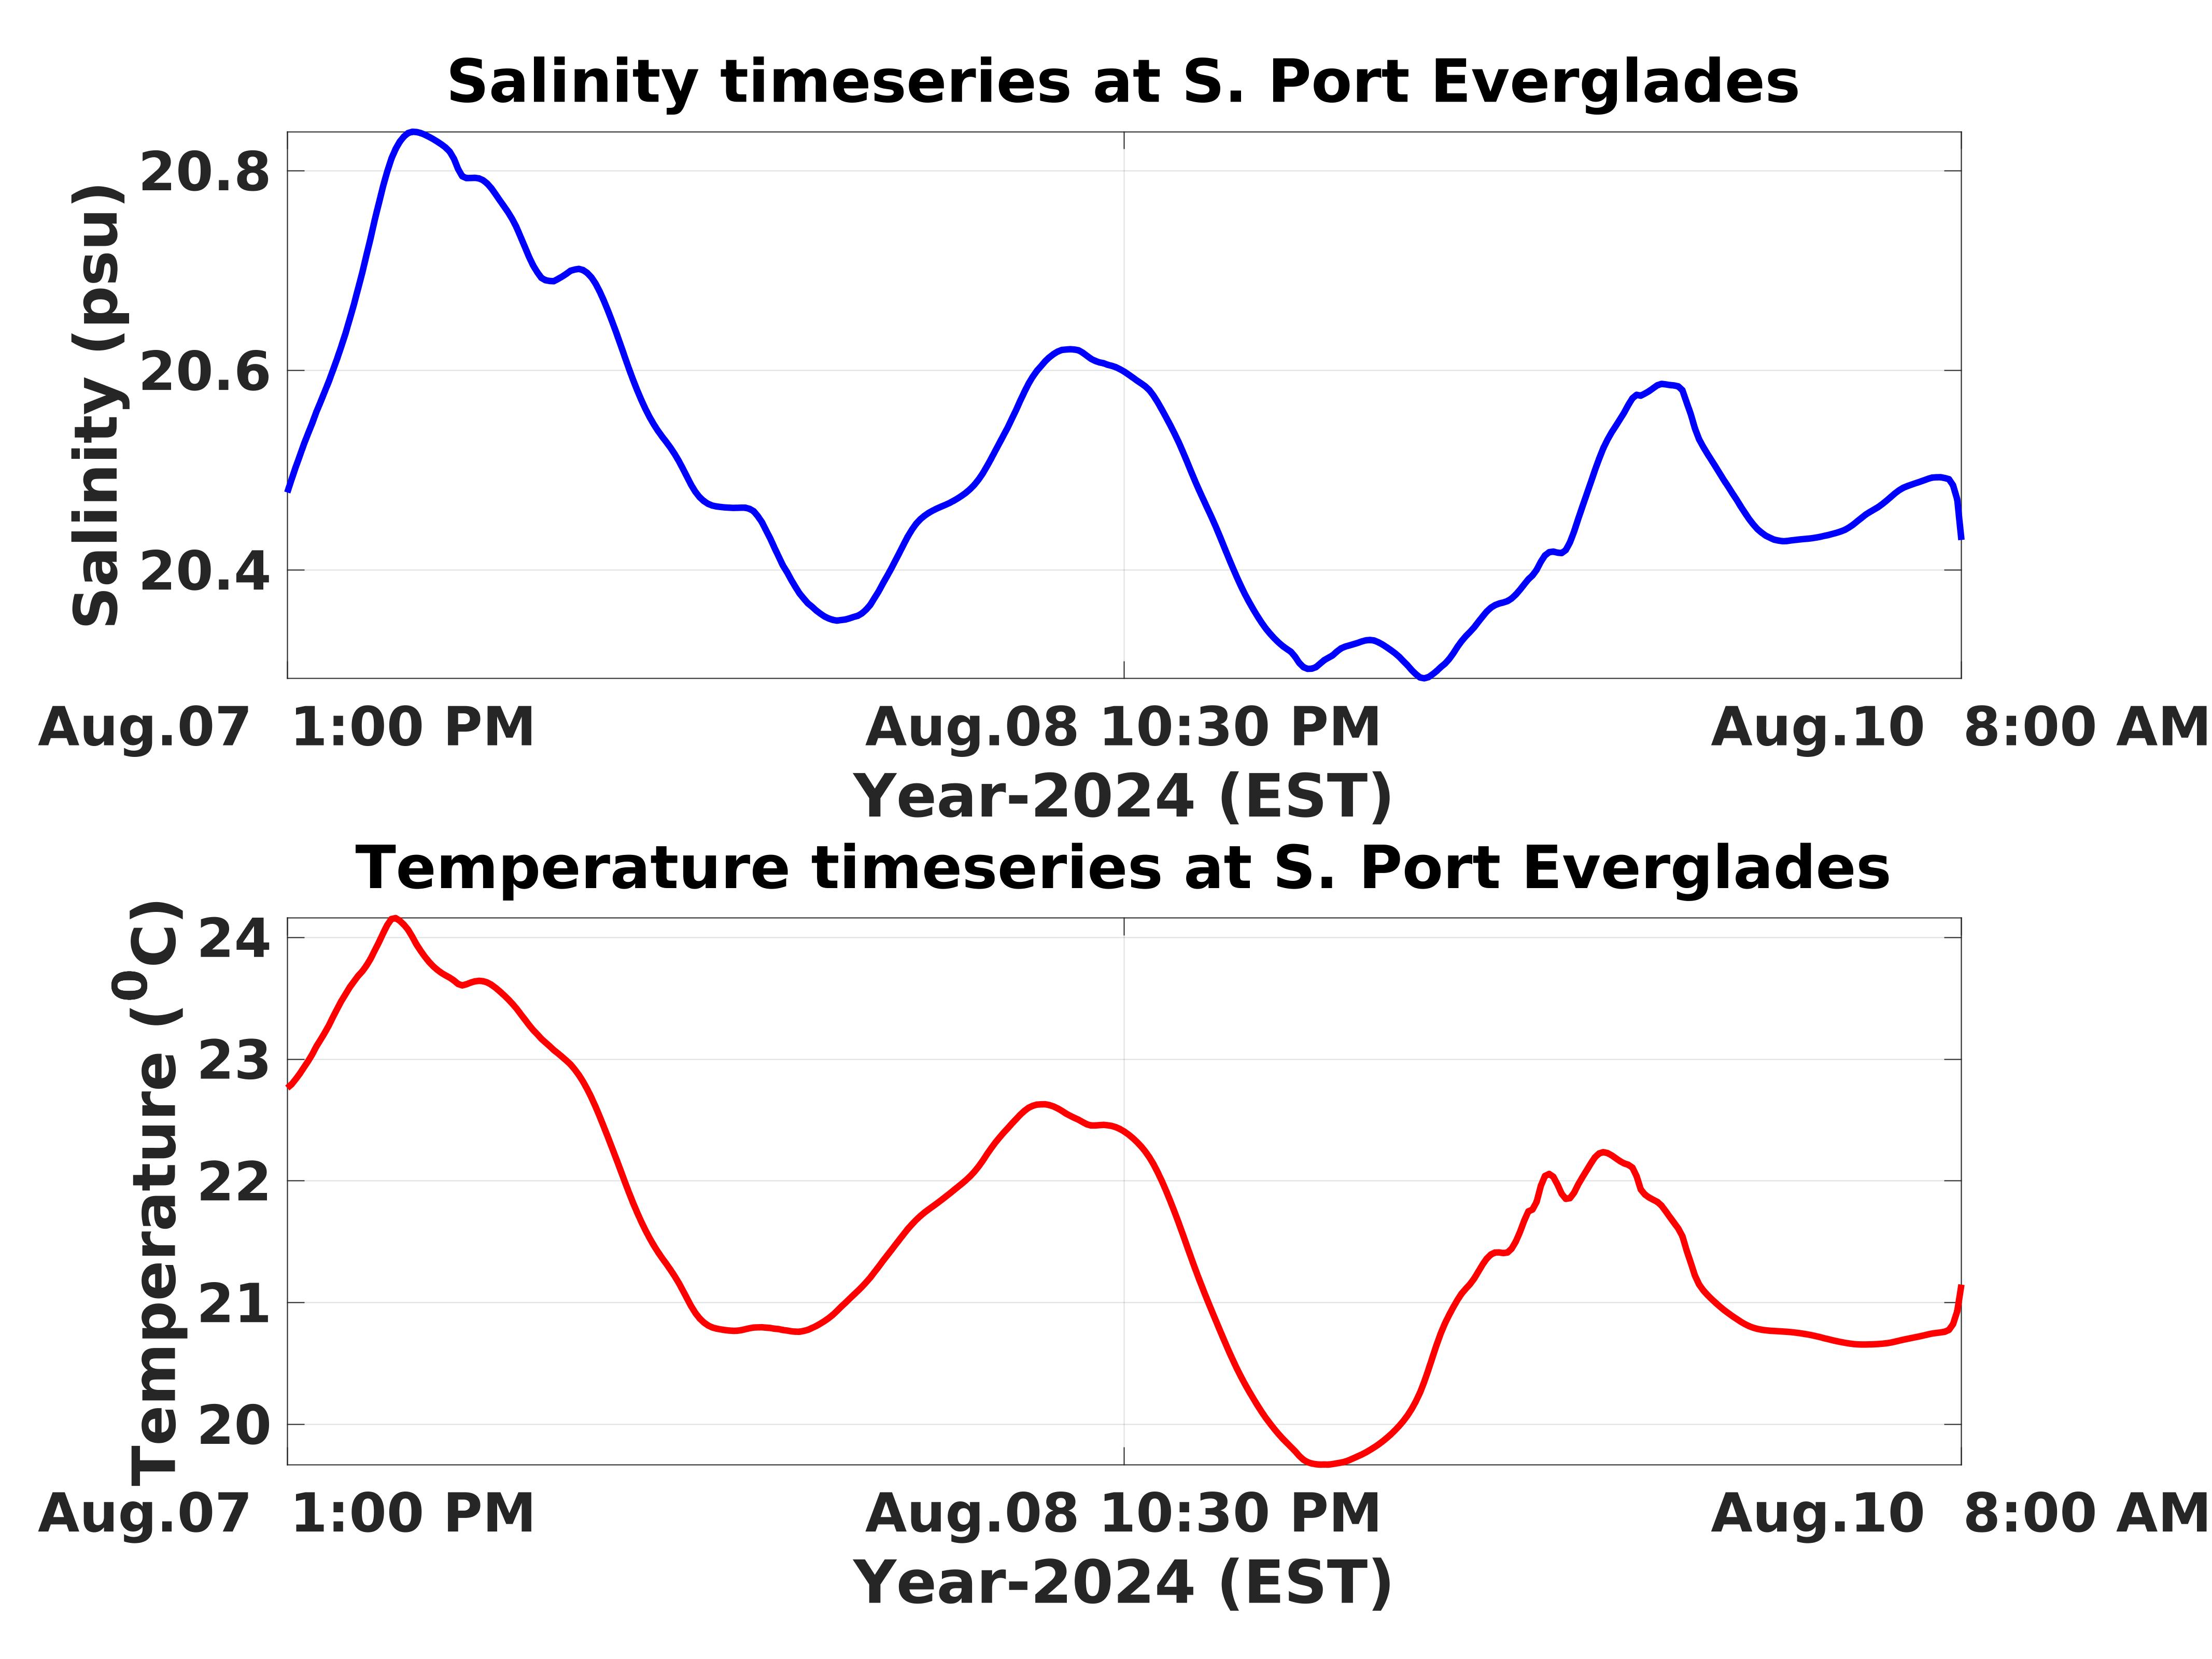 Salinity timeseries at S. Port Everglades
Salinity (psu)
20.8
20.6
20.4
Aug.07  1:00 PM
Aug.08 10:30 PM
Aug.10  8:00 AM
Year-2024 (EST)
Temperature timeseries at S. Port Everglades
Temperature (⁰C)
24
23
22
21
20
Aug.07  1:00 PM
Aug.08 10:30 PM
Aug.10  8:00 AM
Year-2024 (EST)